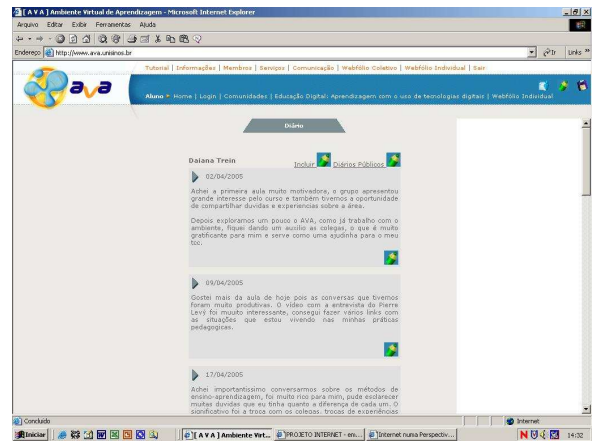 [ A V A ] Ambiente Virtual de Aprendizagem - Microsoft Internet Explorer
Arquivo Editar Exibir Ferramentas Ajuda
Endereço http://www.ava.unisinos.br Ir Links »
Tutorial | Informações | Membros | Serviços | Comunicação | Webfólio Coletivo | Webfólio Individual | Sair
ava
Aluno Home | Login | Comunidades | Educação Digital: Aprendizagem com o uso de tecnologias digitais | Webfólio Individual
Diário
Daiana Trein Incluir Diários Públicos
02/04/2005
Achei a primeira aula muito motivadora, o grupo apresentou
grande interesse pelo curso e também tivemos a oportunidade
de compartilhar duvidas e experiencias sobre a área.
Depois exploramos um pouco o AVA, como já trabalho com o
ambiente, fiquei dando um auxilio as colegas, o que é muito
gratificante para mim e serve como uma ajudinha para o meu
tcc.
09/04/2005
Gostei mais da aula de hoje pois as conversas que tivemos
foram muito produtivas. O vídeo com a entrevista do Pierre
Levý foi muuito interessante, consegui fazer vários links com
as situações que estou vivendo nas minhas práticas
pedagogicas.
17/04/2005
Achei importantissimo conversarmos sobre os métodos de
ensino-aprendizagem, foi muito rico para mim, pude esclarecer
muitas duvidas que eu tinha quanto a diferença de cada um. O
significativo foi a troca com os colegas, trocas de experiências
Concluído Internet
Iniciar [ A V A ] Ambiente Virt... PROJETO INTERNET - em... Internet numa Perspectiv... 14:32